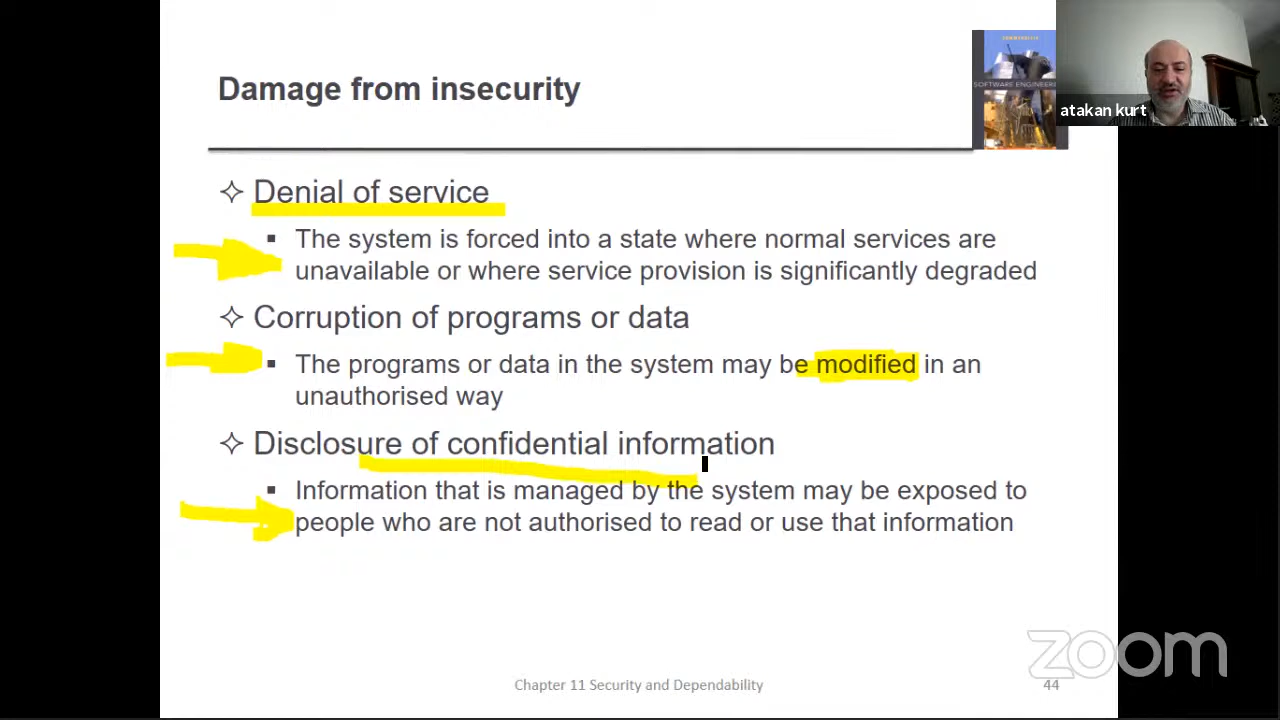 Damage from insecurity
SOFTWARE ENGINEERI
atakan kurt
✧ Denial of service
▪ The system is forced into a state where normal services are
unavailable or where service provision is significantly degraded
✧ Corruption of programs or data
▪ The programs or data in the system may be modified in an
unauthorised way
✧ Disclosure of confidential information
▪ Information that is managed by the system may be exposed to
people who are not authorised to read or use that information
zoom
Chapter 11 Security and Dependability
44